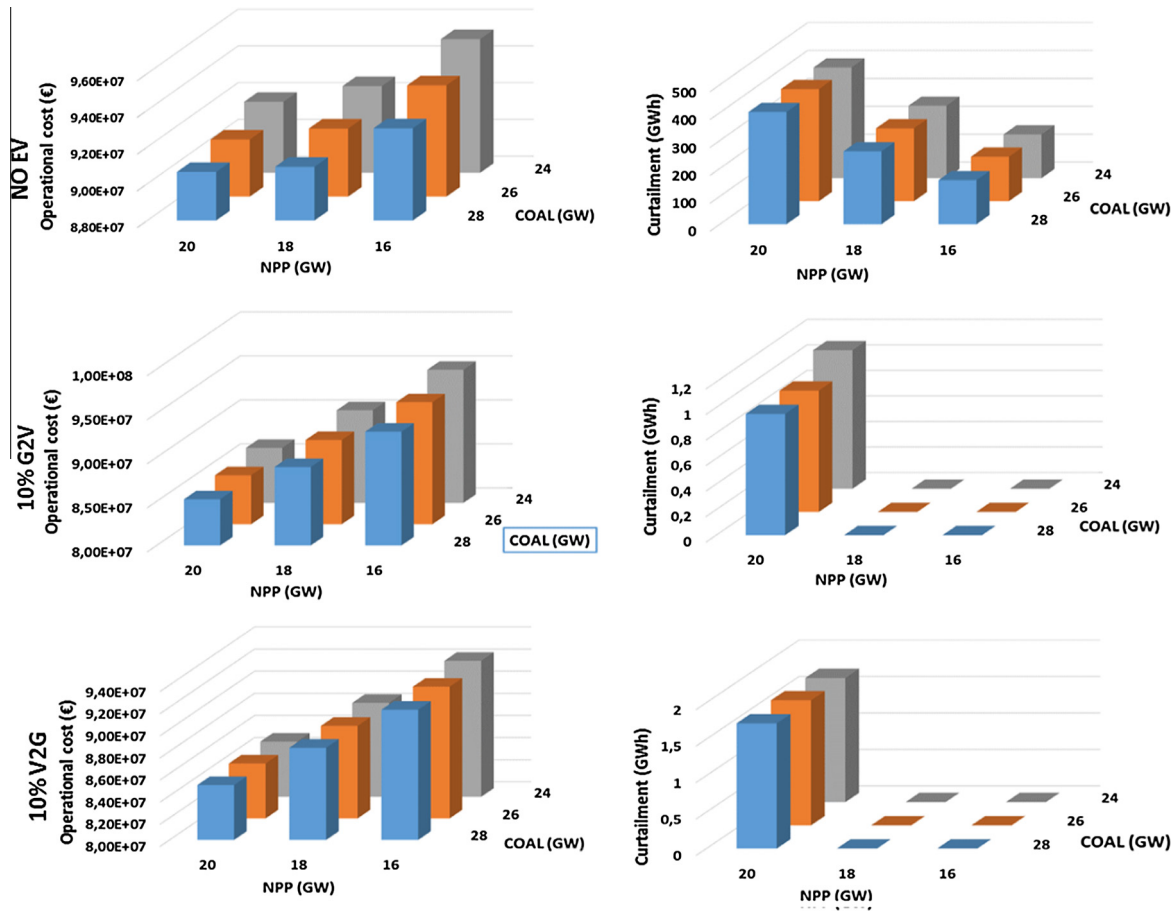 NO EV
Operational cost (€)
9,60E+07
9,40E+07
9,20E+07
9,00E+07
8,80E+07
20
18
16
NPP (GW)
28
26
24
COAL (GW)
Curtailment (GWh)
500
400
300
200
100
0
20
18
16
NPP (GW)
28
26
24
COAL (GW)
10% G2V
Operational cost (€)
1,00E+08
9,50E+07
9,00E+07
8,50E+07
8,00E+07
20
18
16
NPP (GW)
28
26
24
COAL (GW)
Curtailment (GWh)
1,2
1
0,8
0,6
0,4
0,2
0
20
18
16
NPP (GW)
28
26
24
COAL (GW)
10% V2G
Operational cost (€)
9,40E+07
9,20E+07
9,00E+07
8,80E+07
8,60E+07
8,40E+07
8,20E+07
8,00E+07
20
18
16
NPP (GW)
28
26
24
COAL (GW)
Curtailment (GWh)
2
1,5
1
0,5
0
20
18
16
NPP (GW)
28
26
24
COAL (GW)